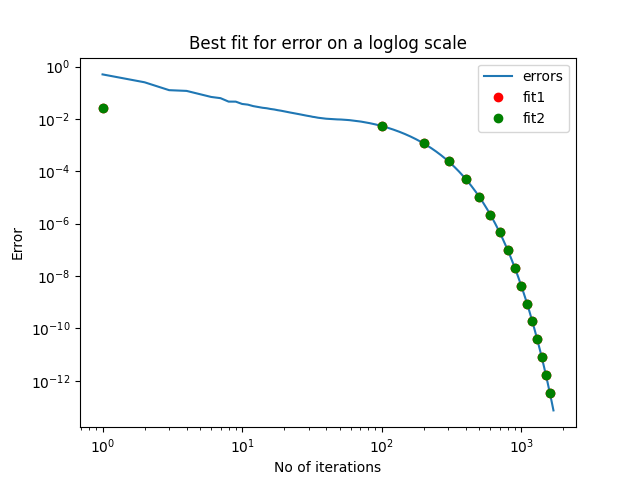 Best fit for error on a loglog scale
errors
fit1
fit2
Error
10⁰
10⁻²
10⁻⁴
10⁻⁶
10⁻⁸
10⁻¹⁰
10⁻¹²
10⁰ 10¹ 10² 10³
No of iterations